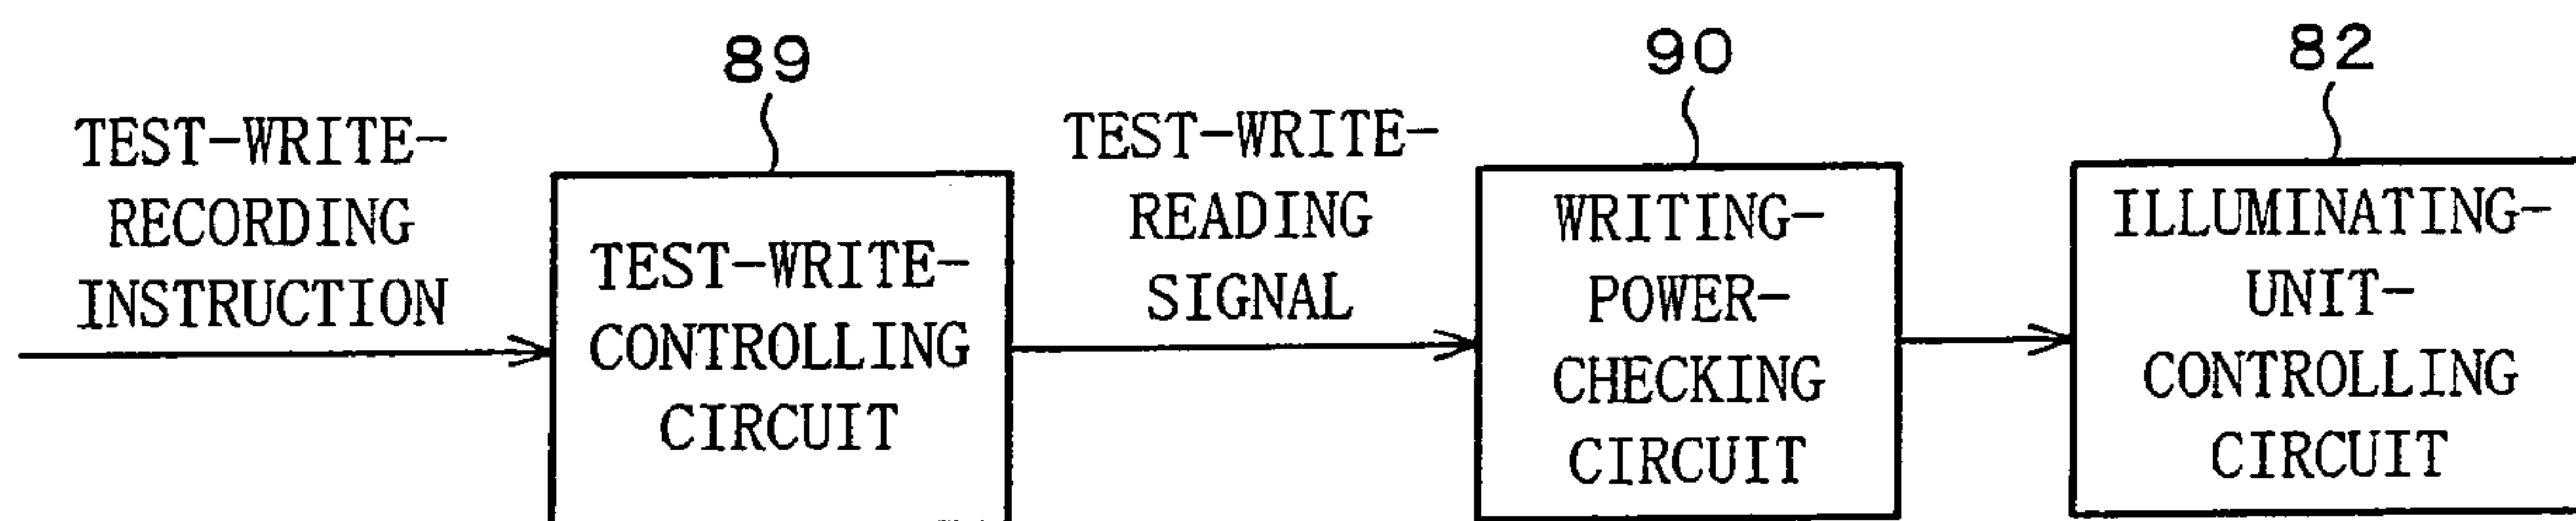 89
90
82
TEST-WRITE-
RECORDING
INSTRUCTION
TEST-WRITE-
CONTROLLING
CIRCUIT
TEST-WRITE-
READING
SIGNAL
WRITING-
POWER-
CHECKING
CIRCUIT
ILLUMINATING-
UNIT-
CONTROLLING
CIRCUIT